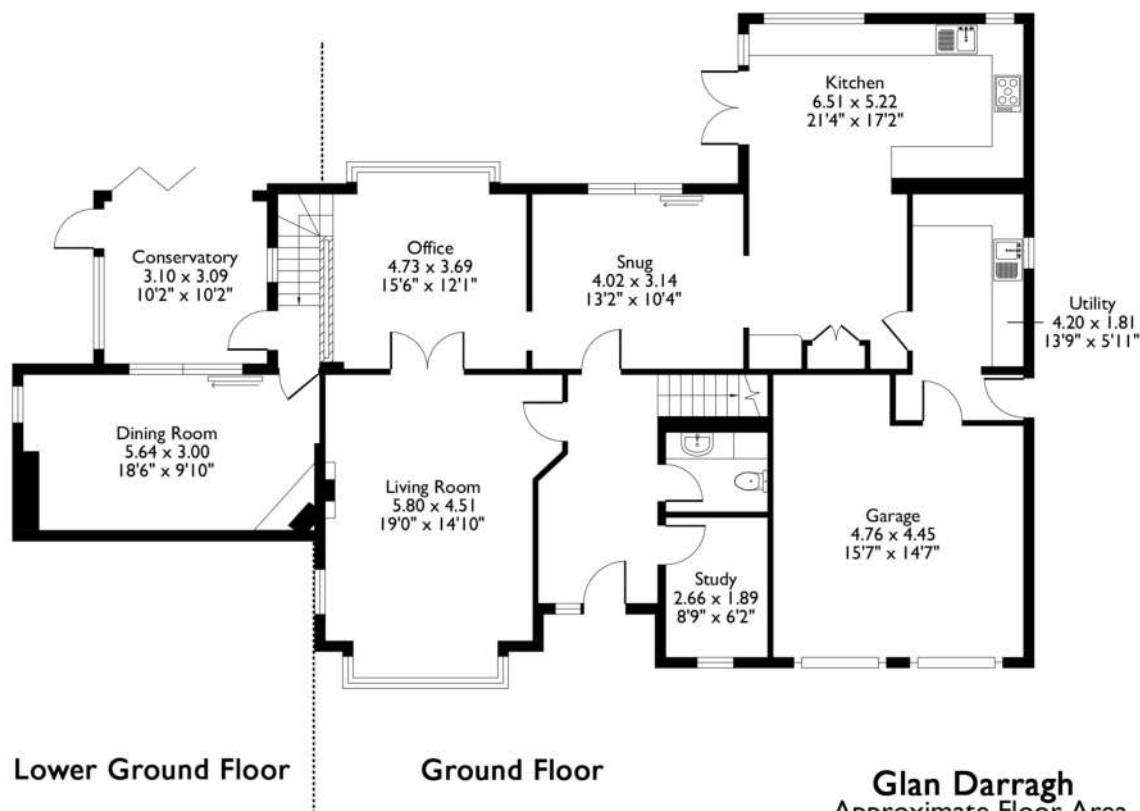 Kitchen
6.51 x 5.22
21'4" x 17'2"
Conservatory
3.10 x 3.09
10'2" x 10'2"
Office
4.73 x 3.69
15'6" x 12'1"
Snug
4.02 x 3.14
13'2" x 10'4"
Utility
4.20 x 1.81
13'9" x 5'11"
Dining Room
5.64 x 3.00
18'6" x 9'10"
Living Room
5.80 x 4.51
19'0" x 14'10"
Garage
4.76 x 4.45
15'7" x 14'7"
Study
2.66 x 1.89
8'9" x 6'2"
Lower Ground Floor
Ground Floor
Glan Darragh
Approximate Floor Area